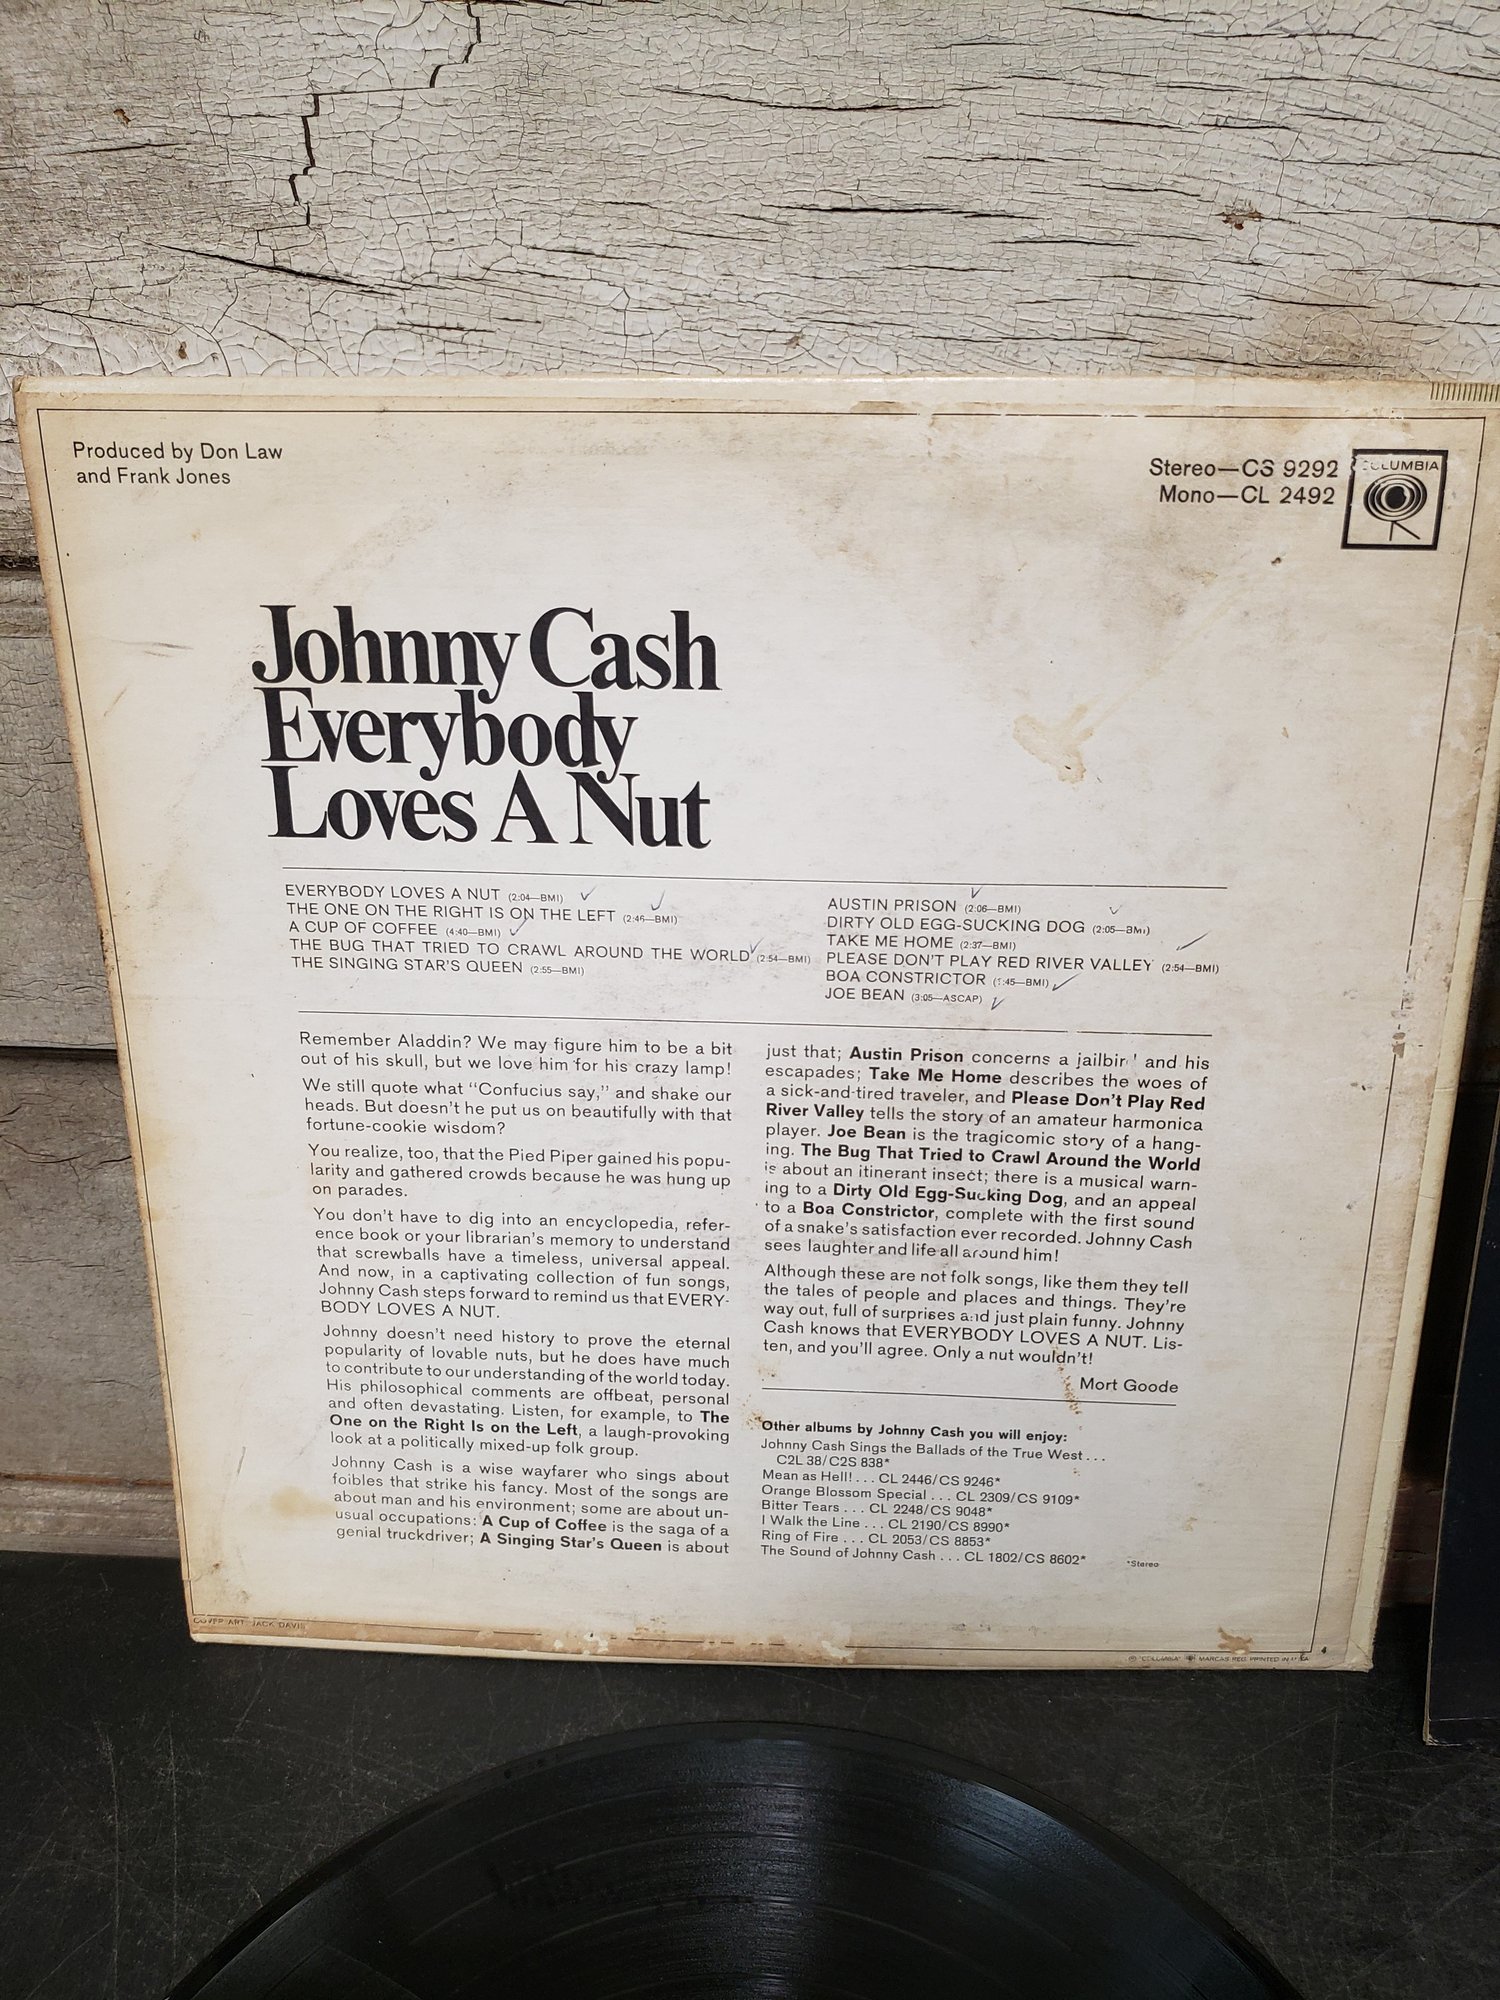 Produced by Don Law
and Frank Jones
Stereo—CS 9292
Mono—CL 2492
COLUMBIA
Johnny Cash
Everybody
Loves A Nut
EVERYBODY LOVES A NUT (2:04—BMI)
THE ONE ON THE RIGHT IS ON THE LEFT (2:46—BMI)
A CUP OF COFFEE (4:40—BMI)
THE BUG THAT TRIED TO CRAWL AROUND THE WORLD (2:54—BMI)
THE SINGING STAR'S QUEEN (2:55—BMI)
AUSTIN PRISON (2:06—BMI)
DIRTY OLD EGG-SUCKING DOG (2:05—BMI)
TAKE ME HOME (2:37—BMI)
PLEASE DON'T PLAY RED RIVER VALLEY (2:54—BMI)
BOA CONSTRICTOR (1:45—BMI)
JOE BEAN (3:05—ASCAP)
Remember Aladdin? We may figure him to be a bit
out of his skull, but we love him for his crazy lamp!
We still quote what "Confucius say," and shake our
heads. But doesn't he put us on beautifully with that
fortune-cookie wisdom?
You realize, too, that the Pied Piper gained his popu-
larity and gathered crowds because he was hung up
on parades.
You don't have to dig into an encyclopedia, refer-
ence book or your librarian's memory to understand
that screwballs have a timeless, universal appeal.
And now, in a captivating collection of fun songs,
Johnny Cash steps forward to remind us that EVERY-
BODY LOVES A NUT.
Johnny doesn't need history to prove the eternal
popularity of lovable nuts, but he does have much
to contribute to our understanding of the world today.
His philosophical comments are offbeat, personal
and often devastating. Listen, for example, to The
One on the Right Is on the Left, a laugh-provoking
look at a politically mixed-up folk group.
Johnny Cash is a wise wayfarer who sings about
foibles that strike his fancy. Most of the songs are
about man and his environment; some are about un-
usual occupations: A Cup of Coffee is the saga of a
genial truckdriver; A Singing Star's Queen is about
just that; Austin Prison concerns a jailbird and his
escapades; Take Me Home describes the woes of
a sick-and-tired traveler, and Please Don't Play Red
River Valley tells the story of an amateur harmonica
player. Joe Bean is the tragicomic story of a hang-
ing. The Bug That Tried to Crawl Around the World
is about an itinerant insect; there is a musical warn-
ing to a Dirty Old Egg-Sucking Dog, and an appeal
to a Boa Constrictor, complete with the first sound
of a snake's satisfaction ever recorded. Johnny Cash
sees laughter and life all around him!
Although these are not folk songs, like them they tell
the tales of people and places and things. They're
way out, full of surprises and just plain funny. Johnny
Cash knows that EVERYBODY LOVES A NUT. Lis-
ten, and you'll agree. Only a nut wouldn't!
Mort Goode
Other albums by Johnny Cash you will enjoy:
Johnny Cash Sings the Ballads of the True West . . .
C2L 38/C2S 838*
Mean as Hell! . . . CL 2446/CS 9246*
Orange Blossom Special . . . CL 2309/CS 9109*
Bitter Tears . . . CL 2248/CS 9048*
I Walk the Line . . . CL 2190/CS 8990*
Ring of Fire . . . CL 2053/CS 8853*
The Sound of Johnny Cash . . . CL 1802/CS 8602*
*Stereo
COVER ART: JACK DAVIS
® "COLUMBIA" MARCAS REG. PRINTED IN U.S.A.
4